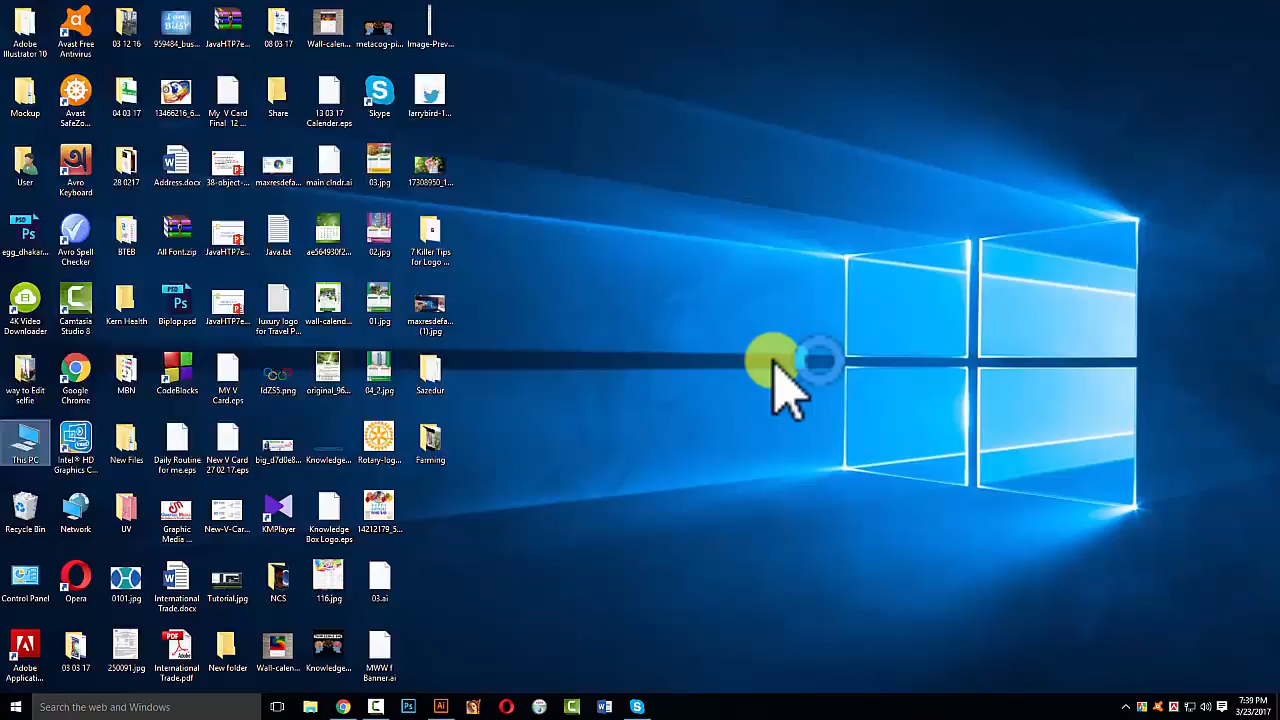 Adobe
Illustrator 10
Avast Free
Antivirus
03 12 16
959484_bus...
JavaHTP7e...
08 03 17
Wall-calen...
metacog-pi...
Image-Prev...
Mockup
Avast
SafeZo...
04 03 17
13466216_6...
My V Card
Final 12 ...
Share
13 03 17
Calender.eps
Skype
larrybird-1...
User
Avro
Keyboard
28 0217
Address.docx
38-object-...
maxresdefa...
main clndr.ai
03.jpg
17308950_1...
egg_dhakar...
Avro Spell
Checker
BTEB
All Font.zip
JavaHTP7e...
Java.txt
ae564930f2...
02.jpg
7 Killer Tips
for Logo ...
4K Video
Downloader
Camtasia
Studio 8
Kern Health
Biplop.psd
JavaHTP7e...
luxury logo
for Travel P...
wall-calend...
01.jpg
maxresdefa...
(1).jpg
way to Edit
selfie
Google
Chrome
MBN
CodeBlocks
MY V
Card.eps
IdZS5.png
original_96...
04_2.jpg
Sazedur
This PC
Intel® HD
Graphics C...
New Files
Daily Routine
for me.eps
New V Card
27 02 17.eps
big_d7d0e8...
Knowledge...
Rotary-log...
Farming
Recycle Bin
Network
UV
Graphic
Media ...
New-V-Car...
KMPlayer
Knowledge
Box Logo.eps
14212179_5...
Control Panel
Opera
0101.jpg
International
Trade.docx
Tutorial.jpg
NCS
116.jpg
03.ai
Adobe
Applicati...
03 03 17
250091.jpg
International
Trade.pdf
New folder
Wall-calen...
Knowledge...
MWW f
Banner.ai
Search the web and Windows
7:39 PM
3/23/2017